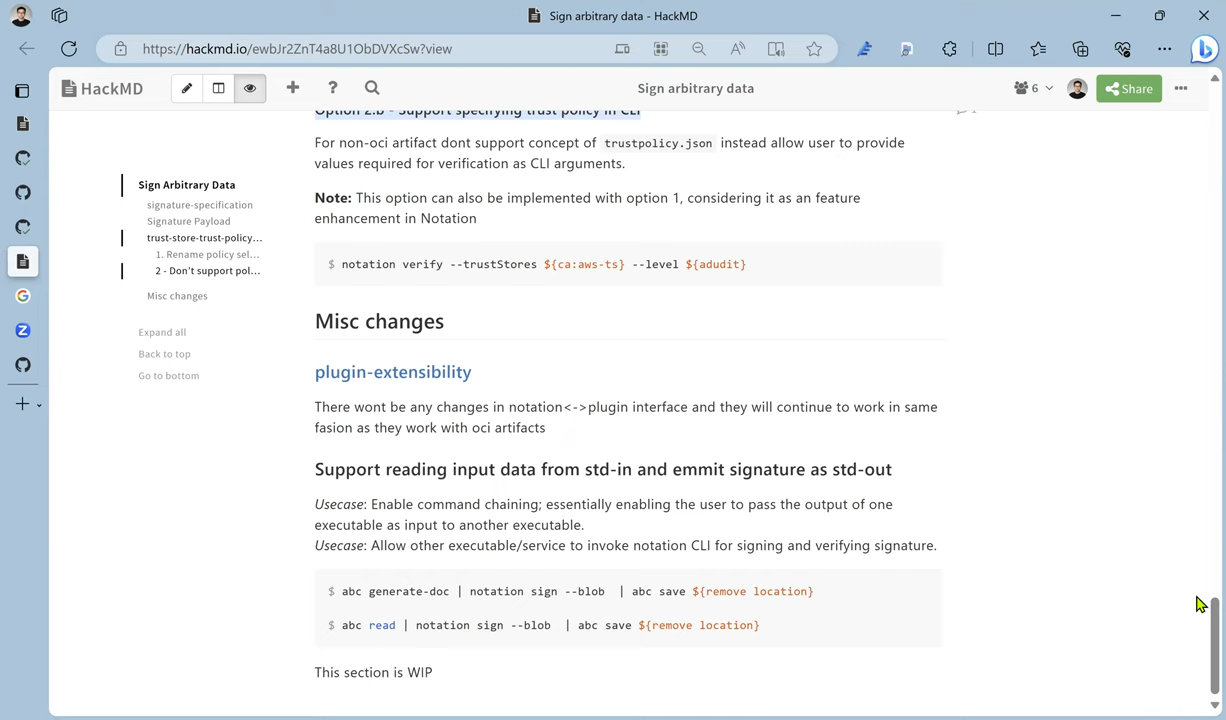 Sign arbitrary data - HackMD
https://hackmd.io/ewbJr2ZnT4a8U1ObDVXcSw?view
HackMD
Sign arbitrary data
6
Share
Option 2.b - Support specifying trust policy in CLI
1
For non-oci artifact dont support concept of trustpolicy.json instead allow user to provide
values required for verification as CLI arguments.
Note: This option can also be implemented with option 1, considering it as an feature
enhancement in Notation
$ notation verify --trustStores ${ca:aws-ts} --level ${adudit}
Sign Arbitrary Data
signature-specification
Signature Payload
trust-store-trust-policy…
1. Rename policy sel…
2 - Don't support pol…
Misc changes
Expand all
Back to top
Go to bottom
Misc changes
plugin-extensibility
There wont be any changes in notation<->plugin interface and they will continue to work in same
fasion as they work with oci artifacts
Support reading input data from std-in and emmit signature as std-out
Usecase: Enable command chaining; essentially enabling the user to pass the output of one
executable as input to another executable.
Usecase: Allow other executable/service to invoke notation CLI for signing and verifying signature.
$ abc generate-doc | notation sign --blob | abc save ${remove location}
$ abc read | notation sign --blob | abc save ${remove location}
This section is WIP